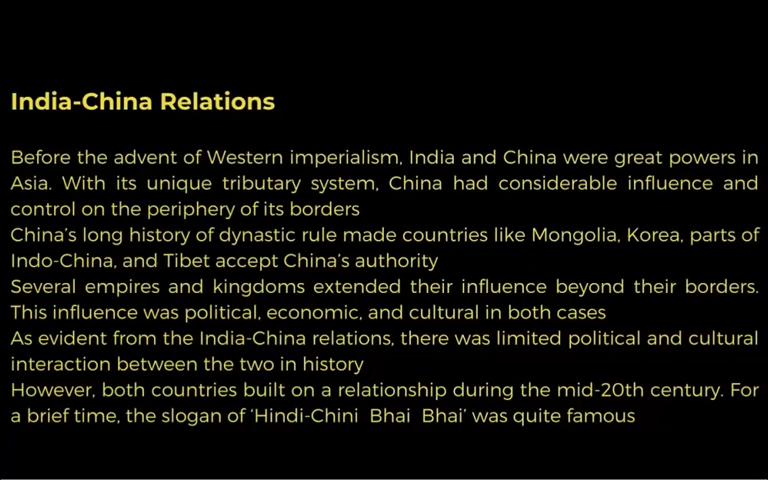 India-China Relations
Before the advent of Western imperialism, India and China were great powers in
Asia. With its unique tributary system, China had considerable influence and
control on the periphery of its borders
China's long history of dynastic rule made countries like Mongolia, Korea, parts of
Indo-China, and Tibet accept China's authority
Several empires and kingdoms extended their influence beyond their borders.
This influence was political, economic, and cultural in both cases
As evident from the India-China relations, there was limited political and cultural
interaction between the two in history
However, both countries built on a relationship during the mid-20th century. For
a brief time, the slogan of ‘Hindi-Chini Bhai Bhai’ was quite famous